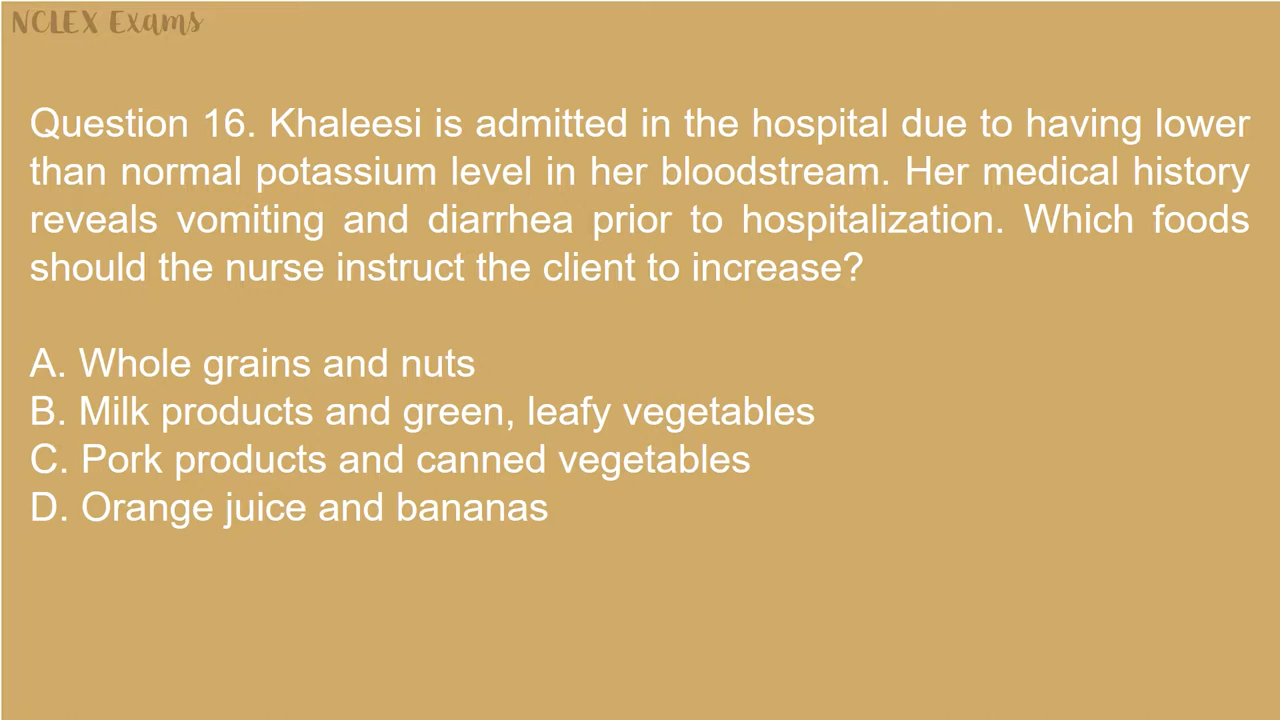 NCLEX Exams
Question 16. Khaleesi is admitted in the hospital due to having lower
than normal potassium level in her bloodstream. Her medical history
reveals vomiting and diarrhea prior to hospitalization. Which foods
should the nurse instruct the client to increase?
A. Whole grains and nuts
B. Milk products and green, leafy vegetables
C. Pork products and canned vegetables
D. Orange juice and bananas